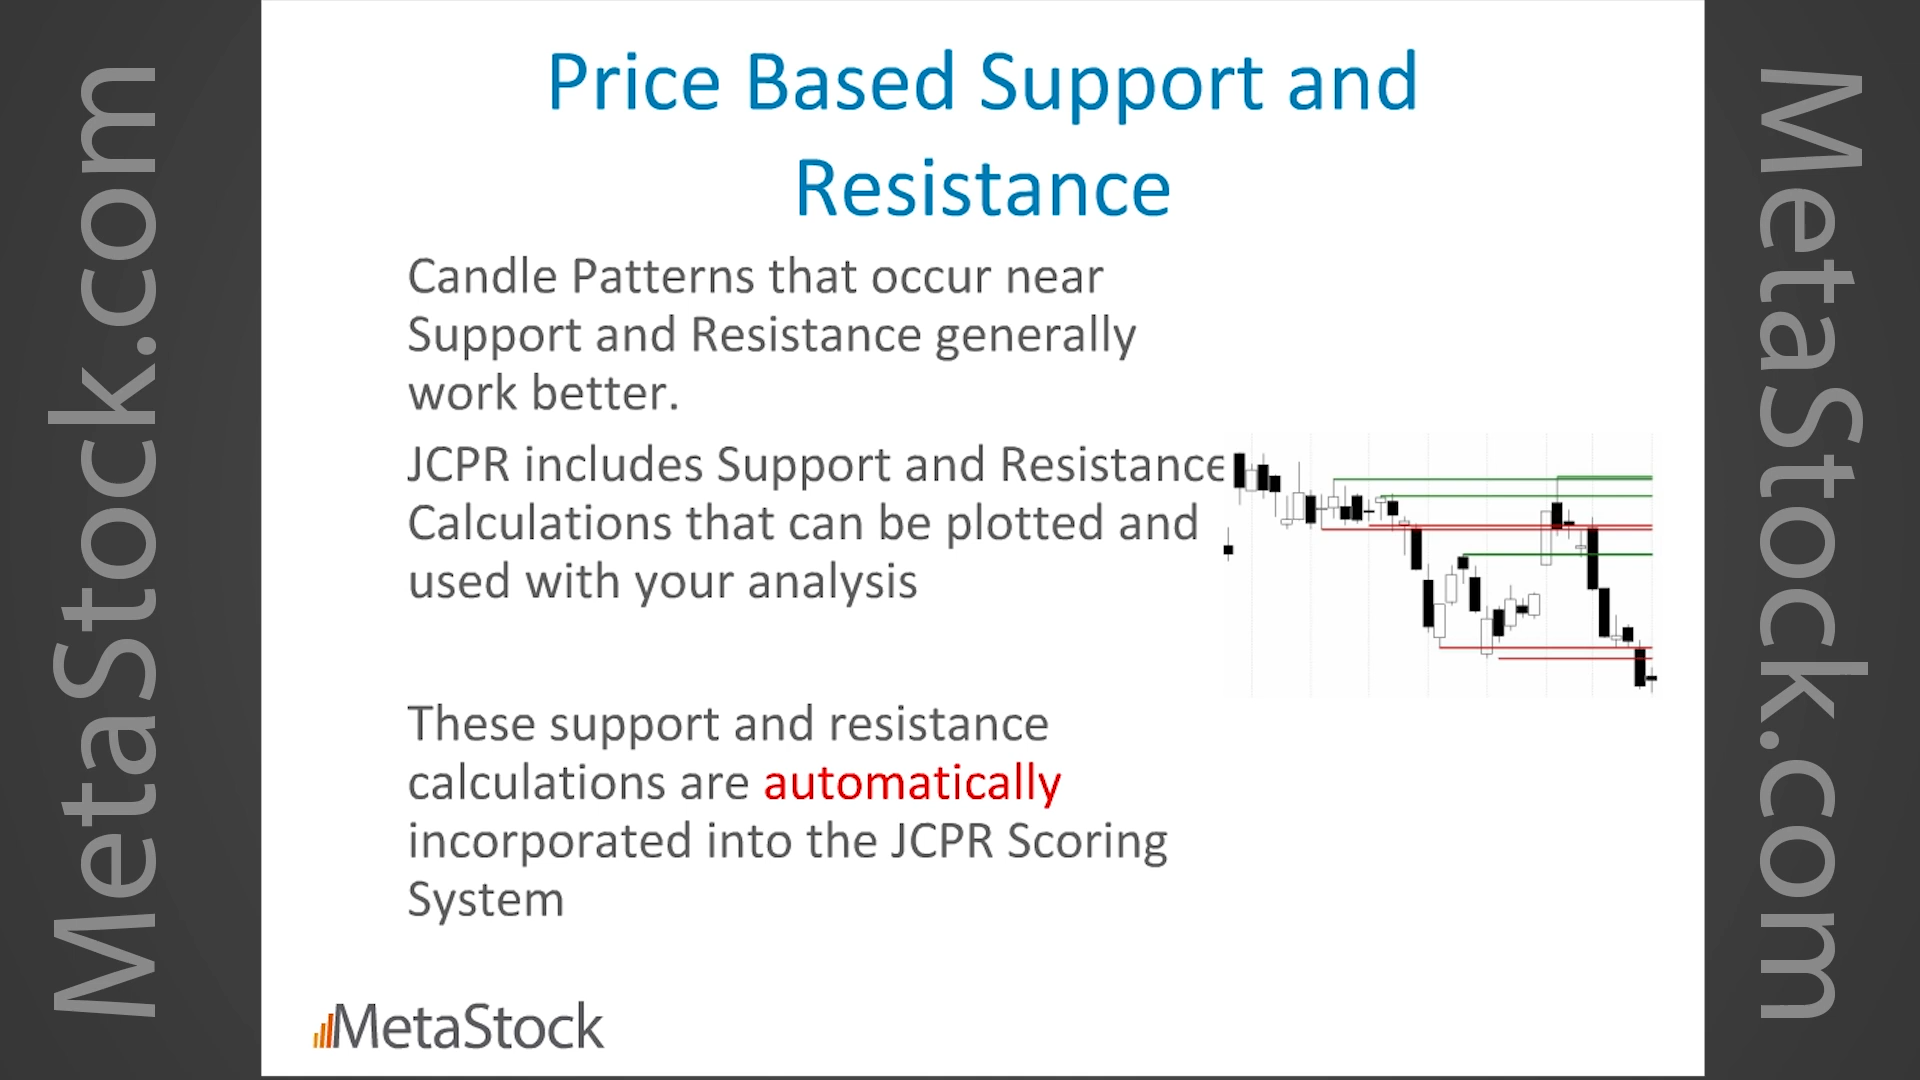 MetaStock.com
Price Based Support and
Resistance
Candle Patterns that occur near
Support and Resistance generally
work better.
JCPR includes Support and Resistance
Calculations that can be plotted and
used with your analysis
These support and resistance
calculations are automatically
incorporated into the JCPR Scoring
System
MetaStock
MetaStock.com